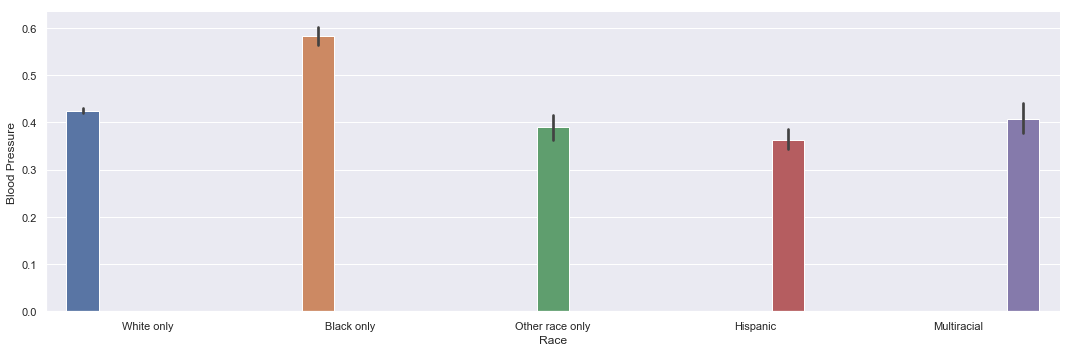 0.6
0.5
0.4
0.3
0.2
0.1
0.0
Blood Pressure
White only
Black only
Other race only
Hispanic
Multiracial
Race